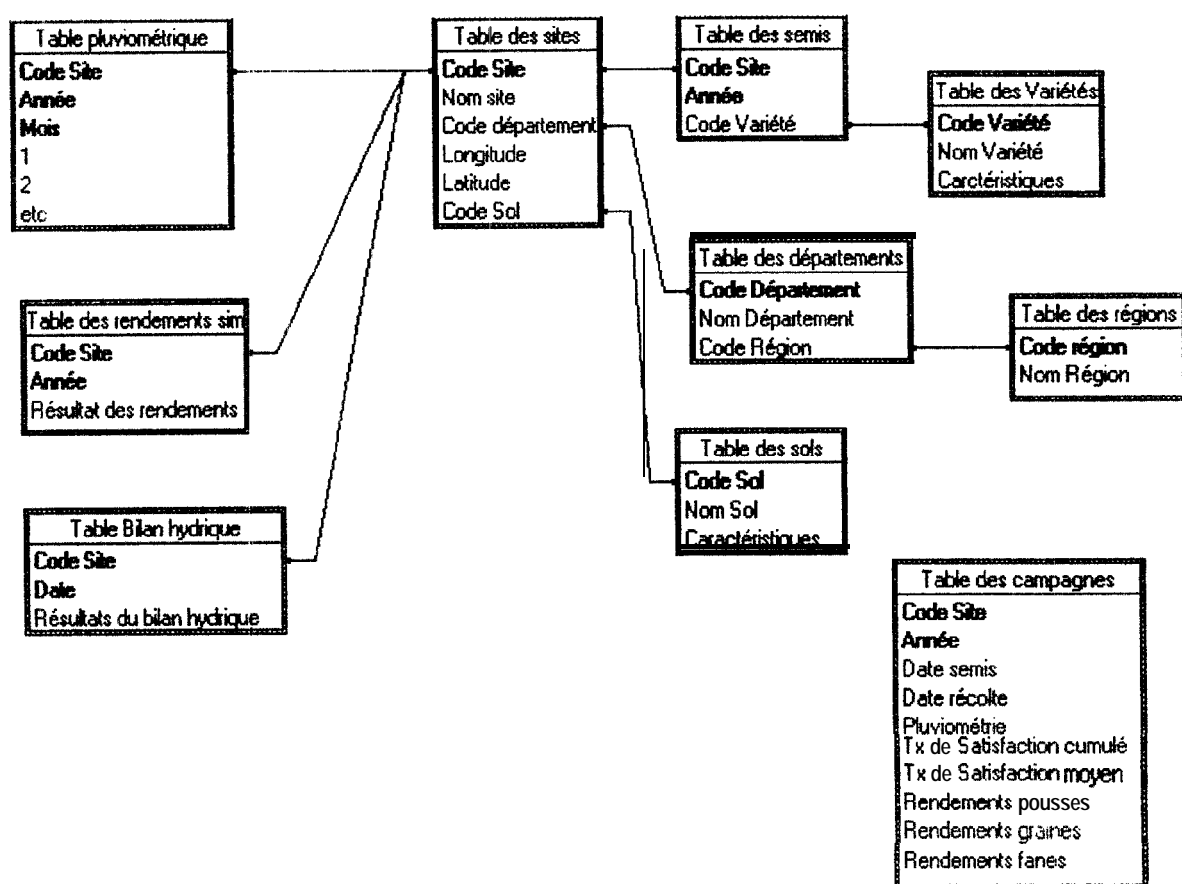 Table pluviométrique
Code Site
Année
Mois
1
2
etc
Table des sites
Code Site
Nom site
Code département
Longitude
Latitude
Code Sol
Table des semis
Code Site
Année
Code Variété
Table des Variétés
Code Variété
Nom Variété
Carctéristiques
Table des départements
Code Département
Nom Département
Code Région
Table des régions
Code région
Nom Région
Table des rendements sim
Code Site
Année
Résultat des rendements
Table des sols
Code Sol
Nom Sol
Caractéristiques
Table Bilan hydrique
Code Site
Date
Résultats du bilan hydrique
Table des campagnes
Code Site
Année
Date semis
Date récolte
Pluviométrie
Tx de Satisfaction cumulé
Tx de Satisfaction moyen
Rendements pousses
Rendements graines
Rendements fanes